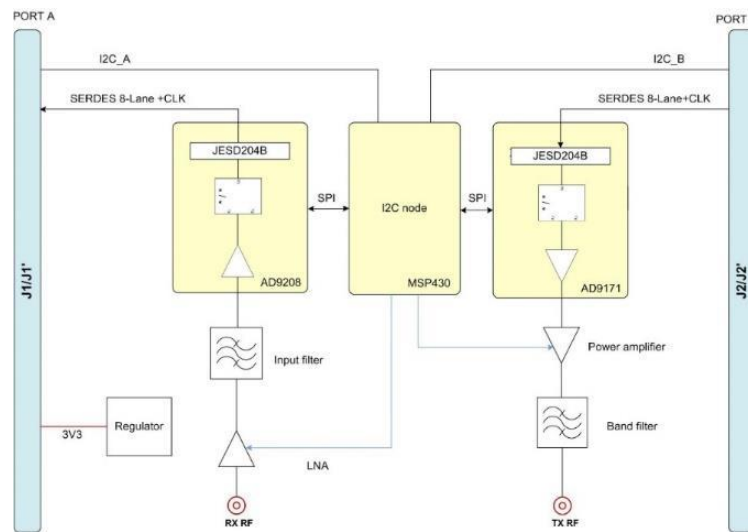 PORT A
PORT
I2C_A
I2C_B
SERDES 8-Lane +CLK
SERDES 8-Lane+CLK
JESD204B
JESD204B
SPI
I2C node
SPI
AD9208
MSP430
AD9171
J1/J1'
J2/J2'
Input filter
Power amplifier
3V3
Regulator
Band filter
LNA
RX RF
TX RF